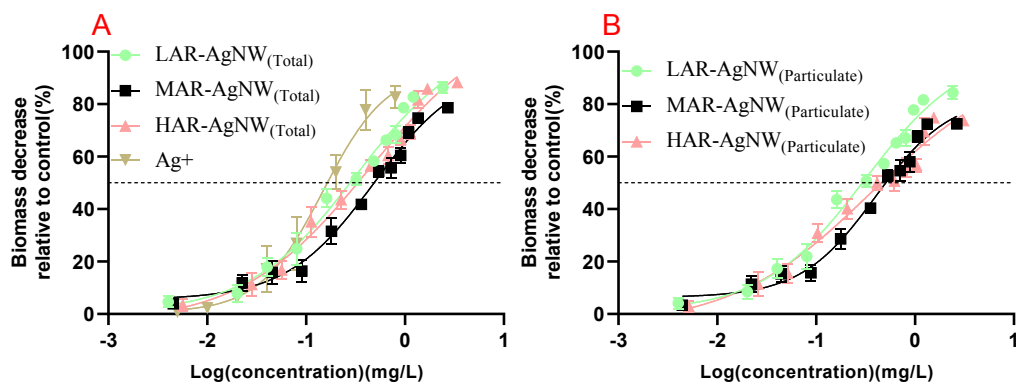 A
LAR-AgNW(Total)
MAR-AgNW(Total)
HAR-AgNW(Total)
Ag+
Biomass decrease
relative to control(%)
100
80
60
40
20
0
-3
-2
-1
0
1
Log(concentration)(mg/L)
B
LAR-AgNW(Particulate)
MAR-AgNW(Particulate)
HAR-AgNW(Particulate)
Biomass decrease
relative to control(%)
100
80
60
40
20
0
-3
-2
-1
0
1
Log(concentration)(mg/L)